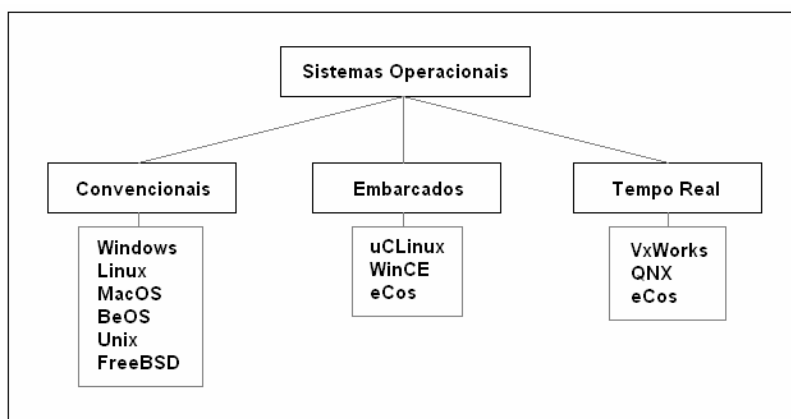 Sistemas Operacionais
Convencionais
Embarcados
Tempo Real
Windows
Linux
MacOS
BeOS
Unix
FreeBSD
uCLinux
WinCE
eCos
VxWorks
QNX
eCos